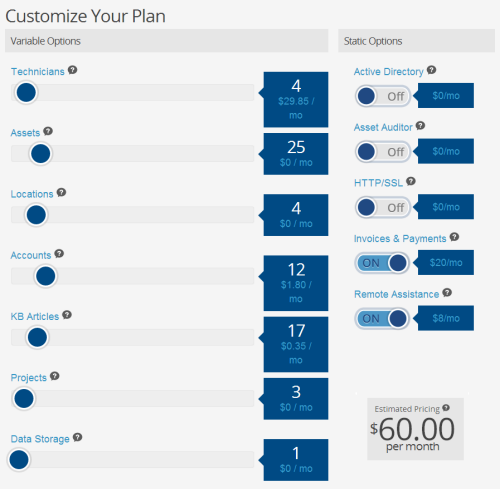 Customize Your Plan
Variable Options
Technicians ?
4
$29.85 /
mo
Assets ?
25
$0 / mo
Locations ?
4
$0 / mo
Accounts ?
12
$1.80 /
mo
KB Articles ?
17
$0.35 /
mo
Projects ?
3
$0 / mo
Data Storage ?
1
$0 / mo
Static Options
Active Directory ?
Off $0/mo
Asset Auditor ?
Off $0/mo
HTTP/SSL ?
Off $0/mo
Invoices & Payments ?
ON $20/mo
Remote Assistance ?
ON $8/mo
Estimated Pricing ?
$60.00
per month